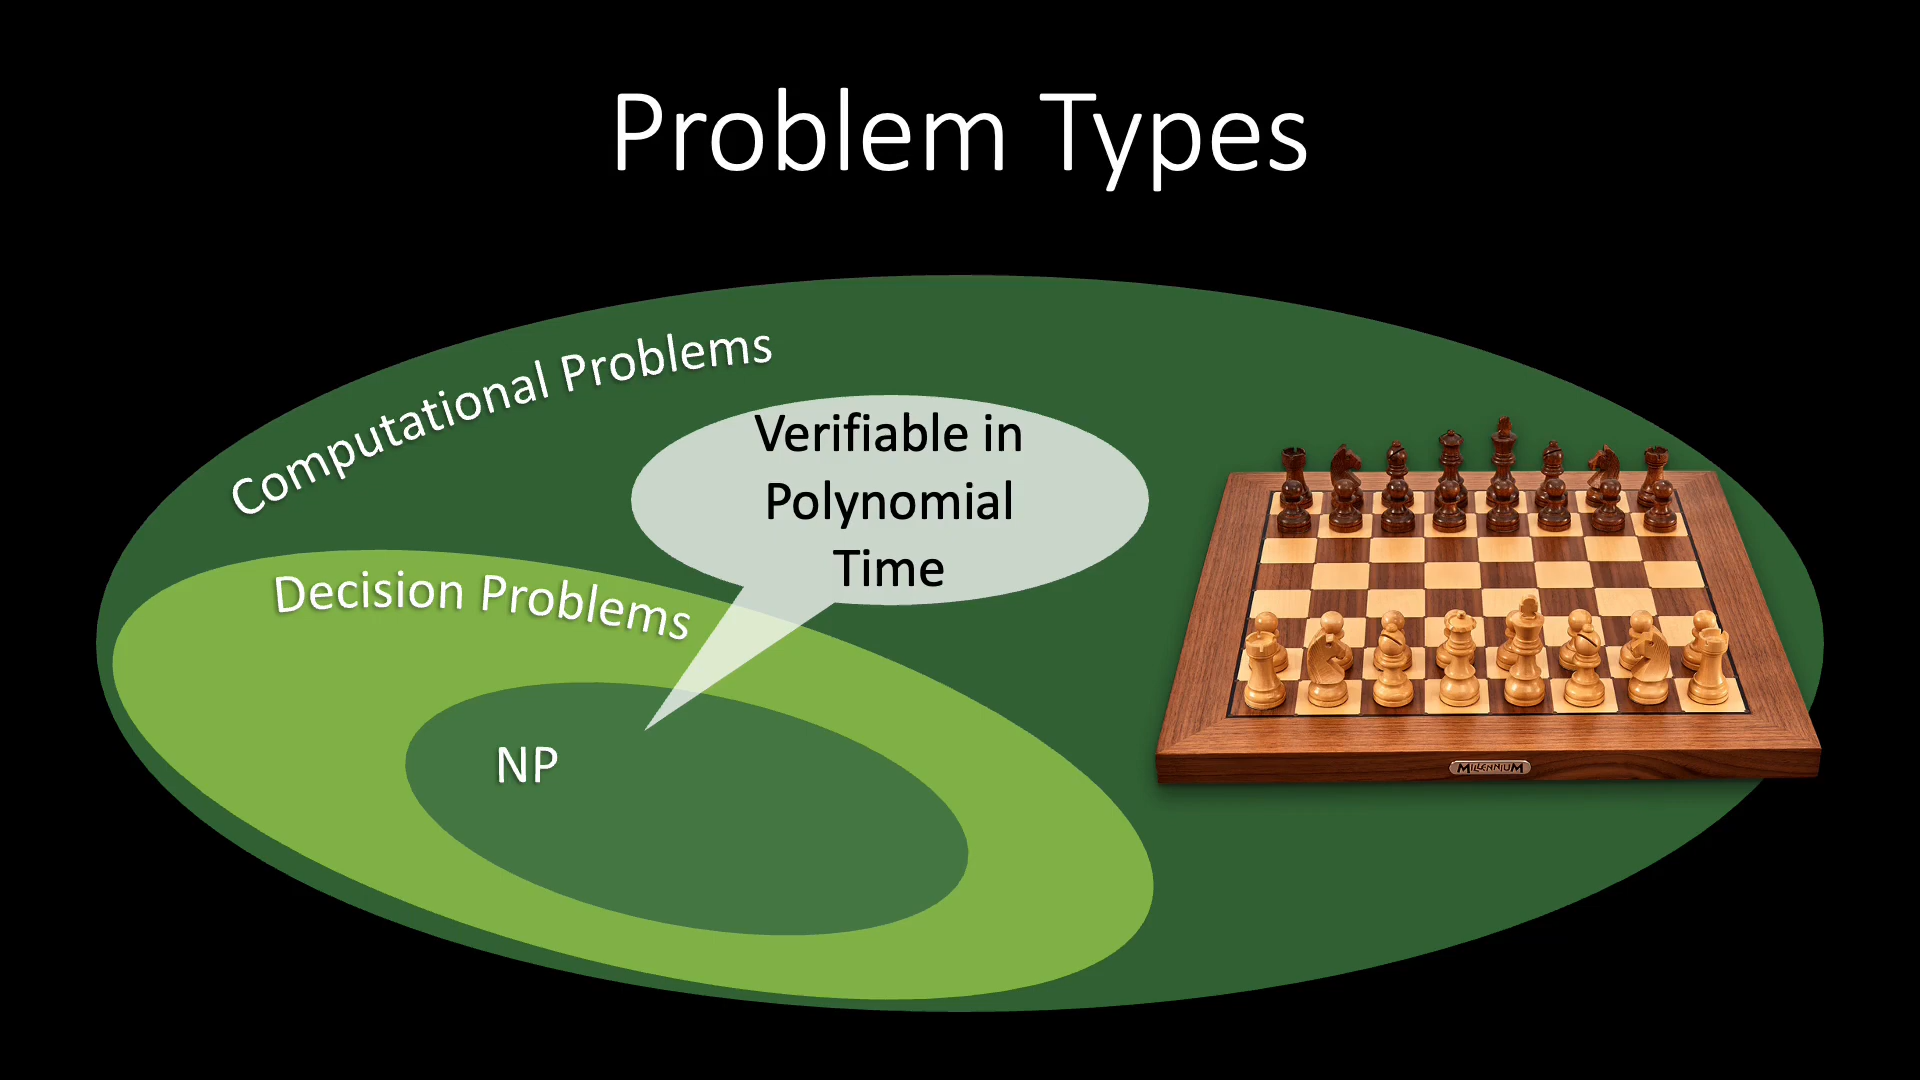 Problem Types
Computational Problems
Verifiable in
Polynomial
Time
Decision Problems
NP
MILLENNIUM